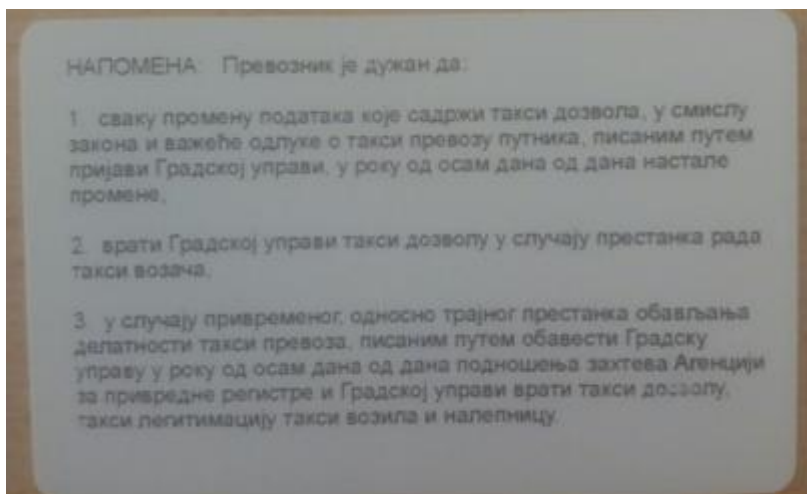 НАПОМЕНА: Превозник је дужан да:
1. сваку промену података које садржи такси дозвола, у смислу
закона и важеће одлуке о такси превозу путника, писаним путем
пријави Градској управи, у року од осам дана од дана настале
промене,
2. врати Градској управи такси дозволу у случају престанка рада
такси возача,
3. у случају привременог, односно трајног престанка обављања
делатности такси превоза, писаним путем обавести Градску
управу у року од осам дана од дана подношења захтева Агенцији
за привредне регистре и Градској управи врати такси дозволу,
такси легитимацију такси возила и налепницу.